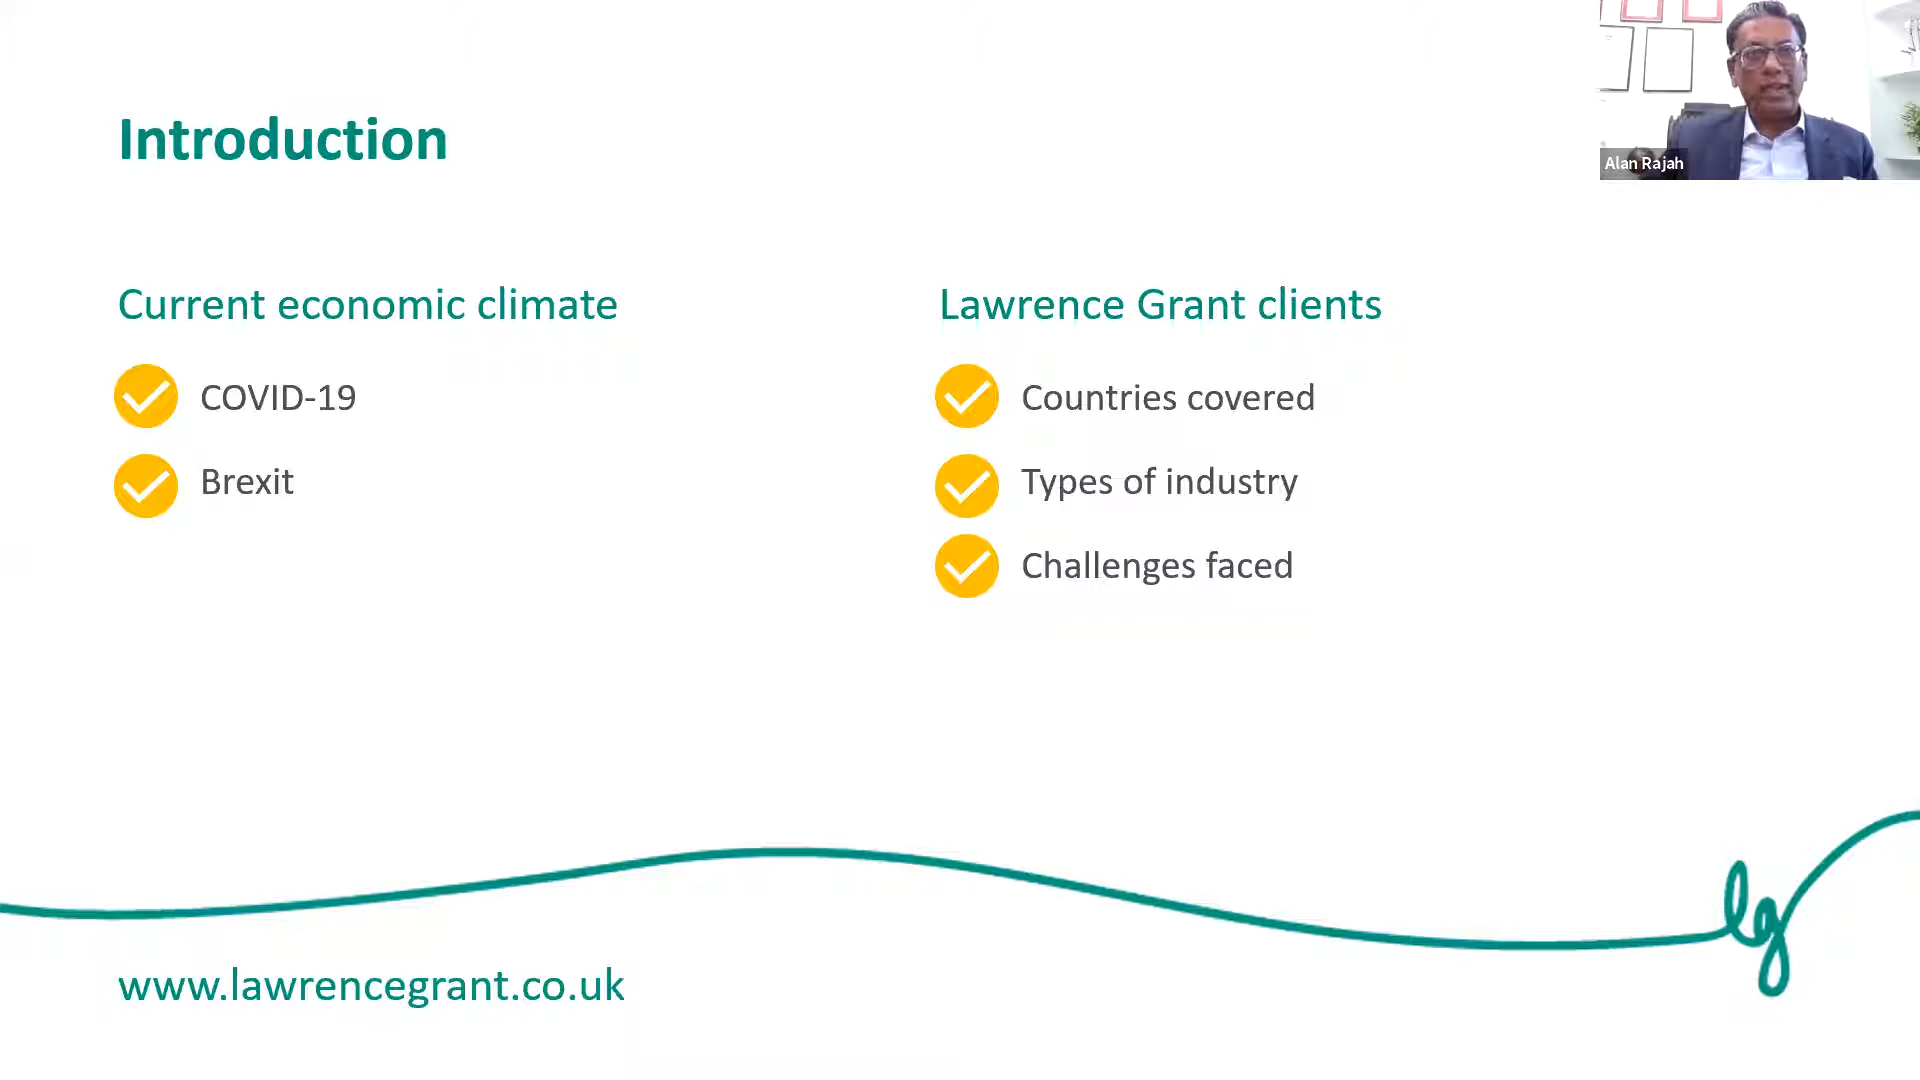 Introduction
Alan Rajah
Current economic climate
COVID-19
Brexit
Lawrence Grant clients
Countries covered
Types of industry
Challenges faced
lg
www.lawrencegrant.co.uk